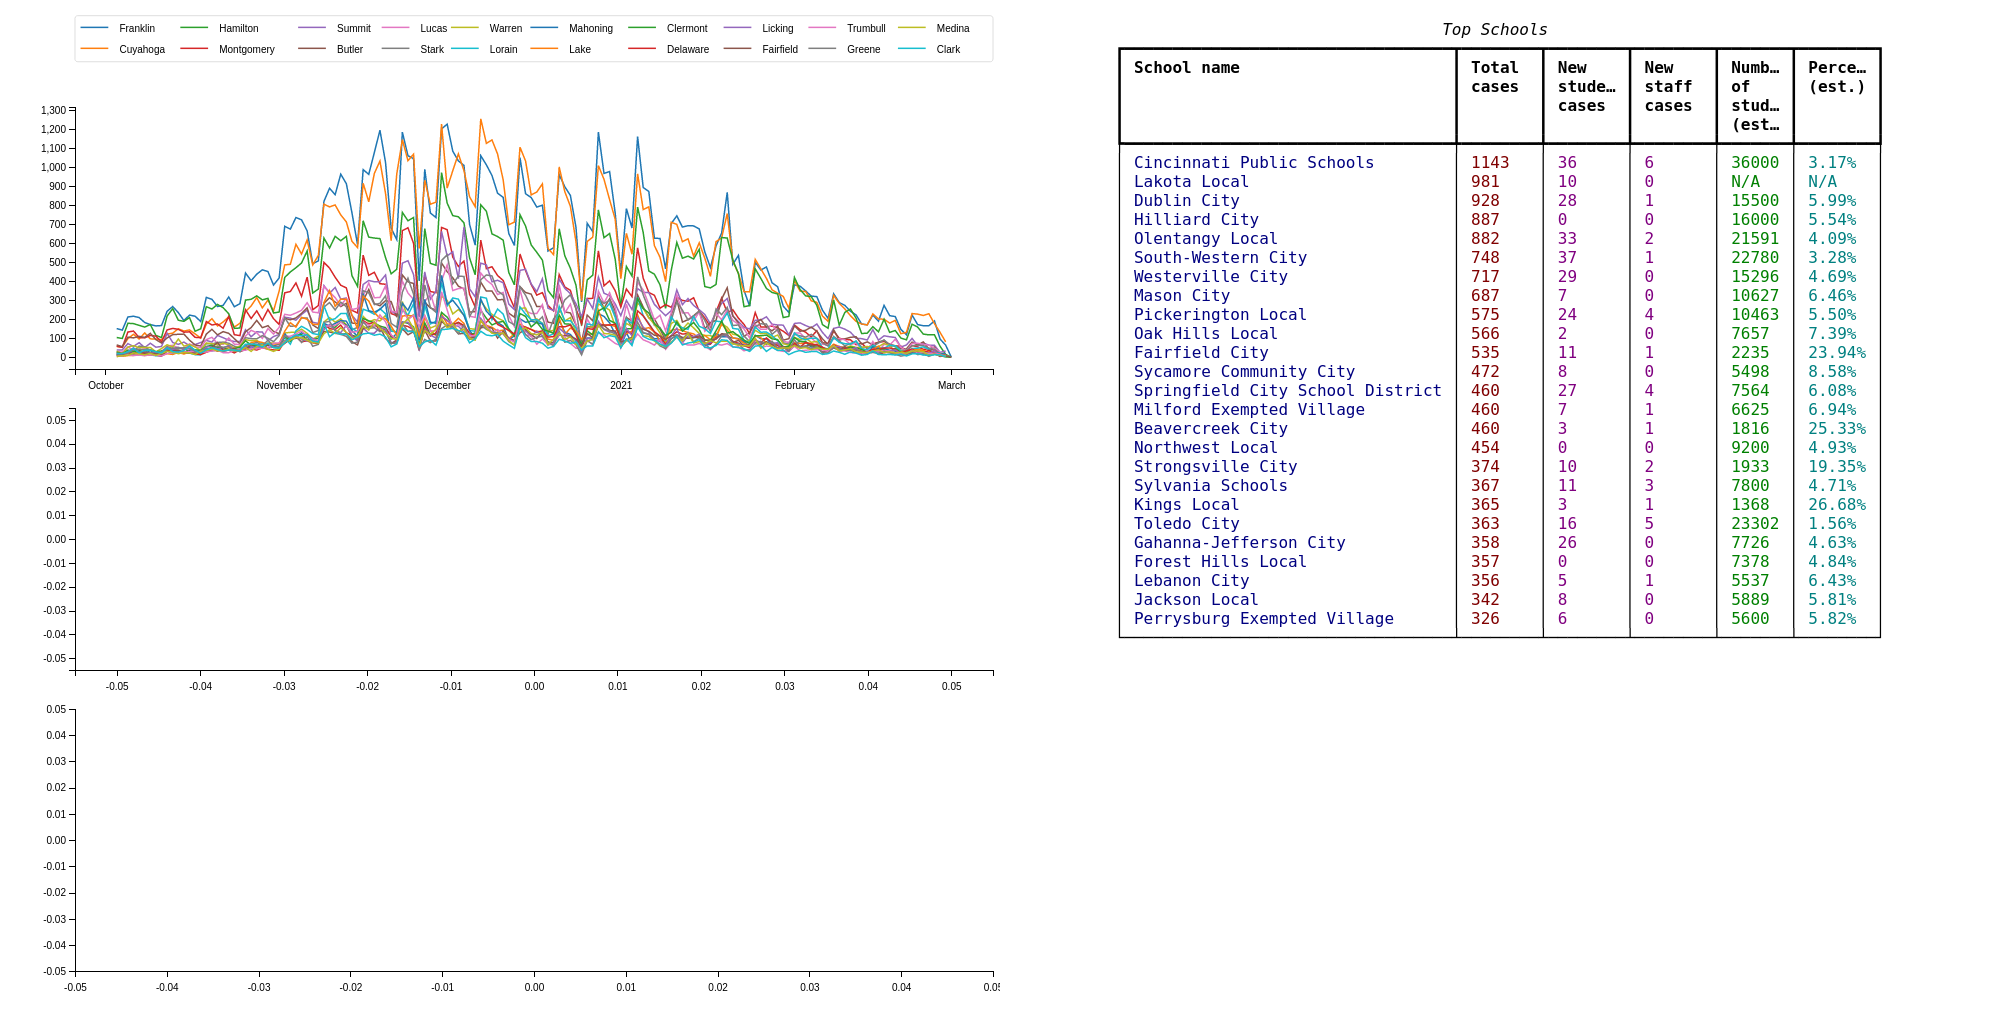 Franklin Hamilton Summit Lucas Warren Mahoning Clermont Licking Trumbull Medina
Cuyahoga Montgomery Butler Stark Lorain Lake Delaware Fairfield Greene Clark
1,300
1,200
1,100
1,000
900
800
700
600
500
400
300
200
100
0
October November December 2021 February March
0.05
0.04
0.03
0.02
0.01
0.00
-0.01
-0.02
-0.03
-0.04
-0.05
-0.05 -0.04 -0.03 -0.02 -0.01 0.00 0.01 0.02 0.03 0.04 0.05
0.05
0.04
0.03
0.02
0.01
0.00
-0.01
-0.02
-0.03
-0.04
-0.05
-0.05 -0.04 -0.03 -0.02 -0.01 0.00 0.01 0.02 0.03 0.04
Top Schools
School name Total New New Numb… Perce…
cases stude… staff of (est.)
cases cases stud…
(est…
Cincinnati Public Schools 1143 36 6 36000 3.17%
Lakota Local 981 10 0 N/A N/A
Dublin City 928 28 1 15500 5.99%
Hilliard City 887 0 0 16000 5.54%
Olentangy Local 882 33 2 21591 4.09%
South-Western City 748 37 1 22780 3.28%
Westerville City 717 29 0 15296 4.69%
Mason City 687 7 0 10627 6.46%
Pickerington Local 575 24 4 10463 5.50%
Oak Hills Local 566 2 0 7657 7.39%
Fairfield City 535 11 1 2235 23.94%
Sycamore Community City 472 8 0 5498 8.58%
Springfield City School District 460 27 4 7564 6.08%
Milford Exempted Village 460 7 1 6625 6.94%
Beavercreek City 460 3 1 1816 25.33%
Northwest Local 454 0 0 9200 4.93%
Strongsville City 374 10 2 1933 19.35%
Sylvania Schools 367 11 3 7800 4.71%
Kings Local 365 3 1 1368 26.68%
Toledo City 363 16 5 23302 1.56%
Gahanna-Jefferson City 358 26 0 7726 4.63%
Forest Hills Local 357 0 0 7378 4.84%
Lebanon City 356 5 1 5537 6.43%
Jackson Local 342 8 0 5889 5.81%
Perrysburg Exempted Village 326 6 0 5600 5.82%